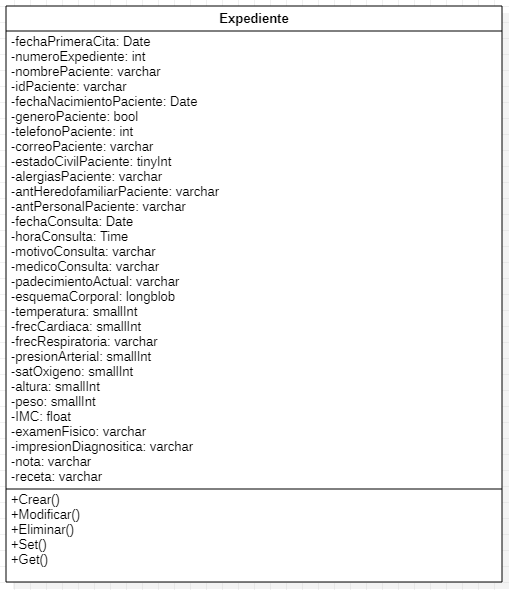 Expediente
-fechaPrimeraCita: Date
-numeroExpediente: int
-nombrePaciente: varchar
-idPaciente: varchar
-fechaNacimientoPaciente: Date
-generoPaciente: bool
-telefonoPaciente: int
-correoPaciente: varchar
-estadoCivilPaciente: tinyInt
-alergiasPaciente: varchar
-antHeredofamiliarPaciente: varchar
-antPersonalPaciente: varchar
-fechaConsulta: Date
-horaConsulta: Time
-motivoConsulta: varchar
-medicoConsulta: varchar
-padecimientoActual: varchar
-esquemaCorporal: longblob
-temperatura: smallInt
-frecCardiaca: smallInt
-frecRespiratoria: varchar
-presionArterial: smallInt
-satOxigeno: smallInt
-altura: smallInt
-peso: smallInt
-IMC: float
-examenFisico: varchar
-impresionDiagnositica: varchar
-nota: varchar
-receta: varchar
+Crear()
+Modificar()
+Eliminar()
+Set()
+Get()